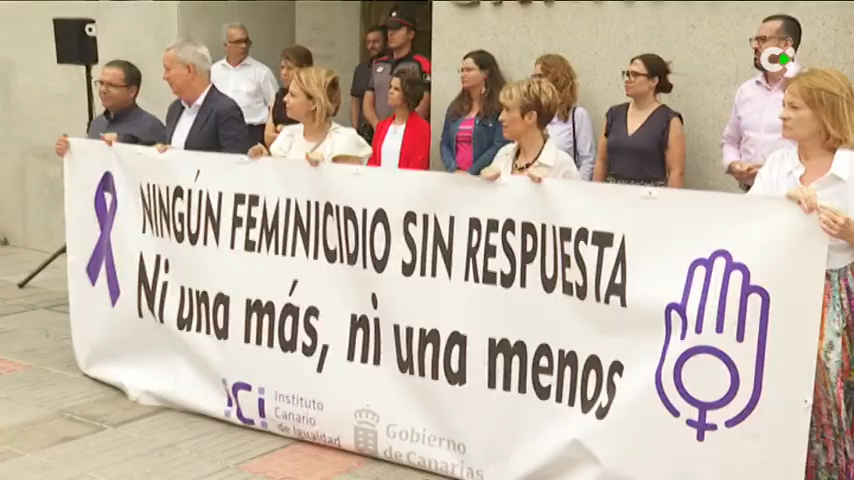 NINGÚN FEMINICIDIO SIN RESPUESTA
Ni una más, ni una menos
ICi
Instituto
Canario
de Igualdad
Gobierno
de Canarias